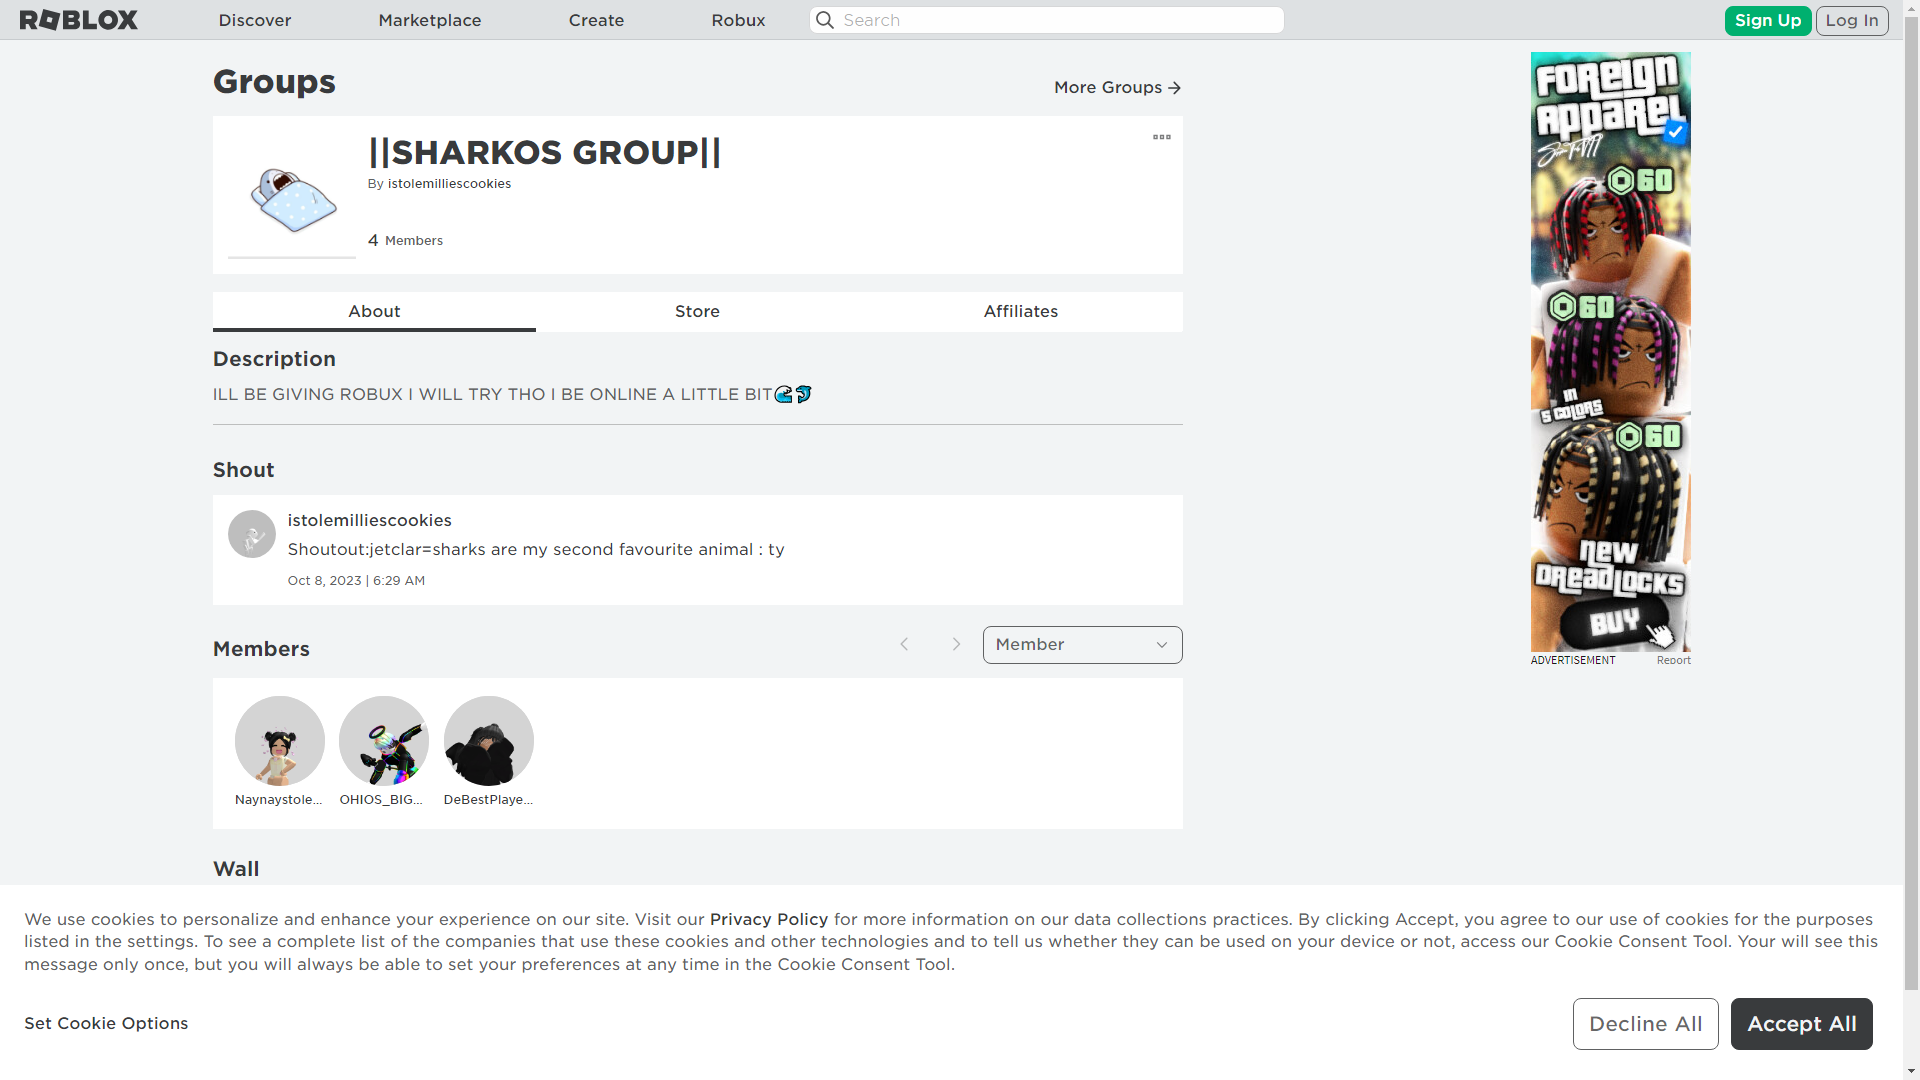 ROBLOX
Discover
Marketplace
Create
Robux
Search
Sign Up
Log In
Groups
More Groups
||SHARKOS GROUP||
By istolemilliescookies
4 Members
About
Store
Affiliates
Description
ILL BE GIVING ROBUX I WILL TRY THO I BE ONLINE A LITTLE BIT🌊🐬
Shout
istolemilliescookies
Shoutout:jetclar=sharks are my second favourite animal : ty
Oct 8, 2023 | 6:29 AM
Members
Member
Naynaystole...
OHIOS_BIG...
DeBestPlaye...
Wall
FOREIGN
APPAREL
60
60
IN
5 COLORS
60
NEW
DREADLOCKS
BUY
ADVERTISEMENT
Report
We use cookies to personalize and enhance your experience on our site. Visit our Privacy Policy for more information on our data collections practices. By clicking Accept, you agree to our use of cookies for the purposes
listed in the settings. To see a complete list of the companies that use these cookies and other technologies and to tell us whether they can be used on your device or not, access our Cookie Consent Tool. Your will see this
message only once, but you will always be able to set your preferences at any time in the Cookie Consent Tool.
Set Cookie Options
Decline All
Accept All